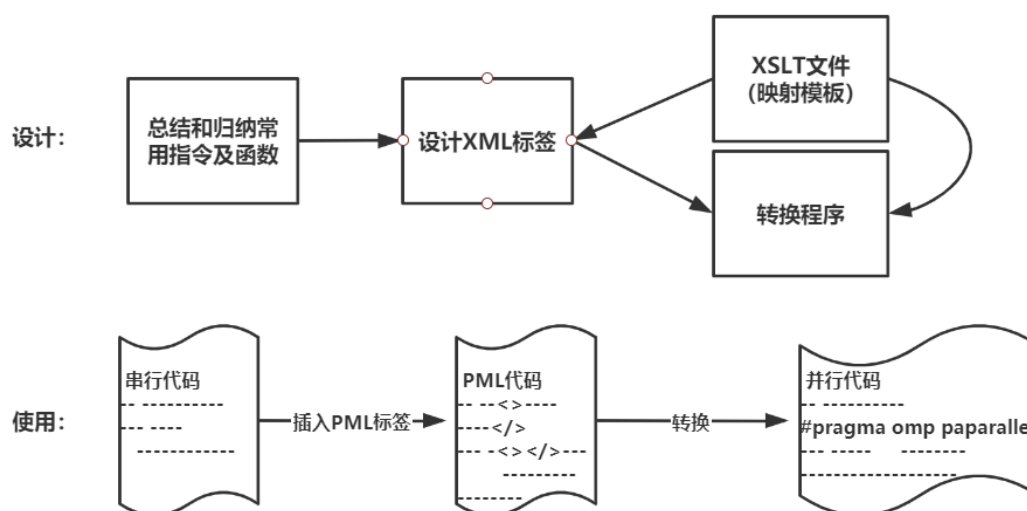 设计:
总结和归纳常
用指令及函数
设计XML标签
XSLT文件
(映射模板)
转换程序
使用:
串行代码
-- ----------
--- ----
------------
插入PML标签
PML代码
-- --<>----
----</>
--- -<> </>---
---------
--------
转换
并行代码
-- ----------
#pragma omp paparalle
--- ----- --------
------------------